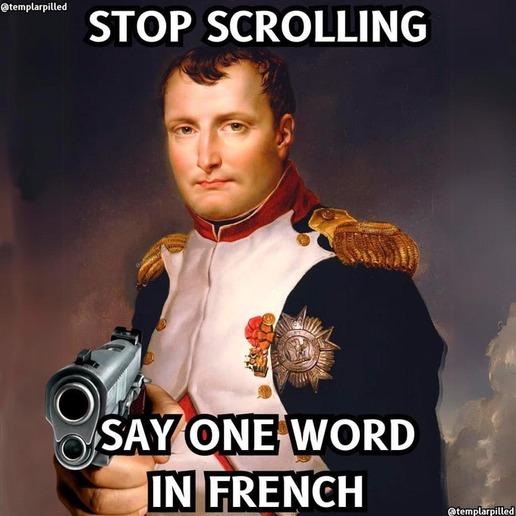 @templarpilled
STOP SCROLLING
SAY ONE WORD
IN FRENCH
@templarpilled